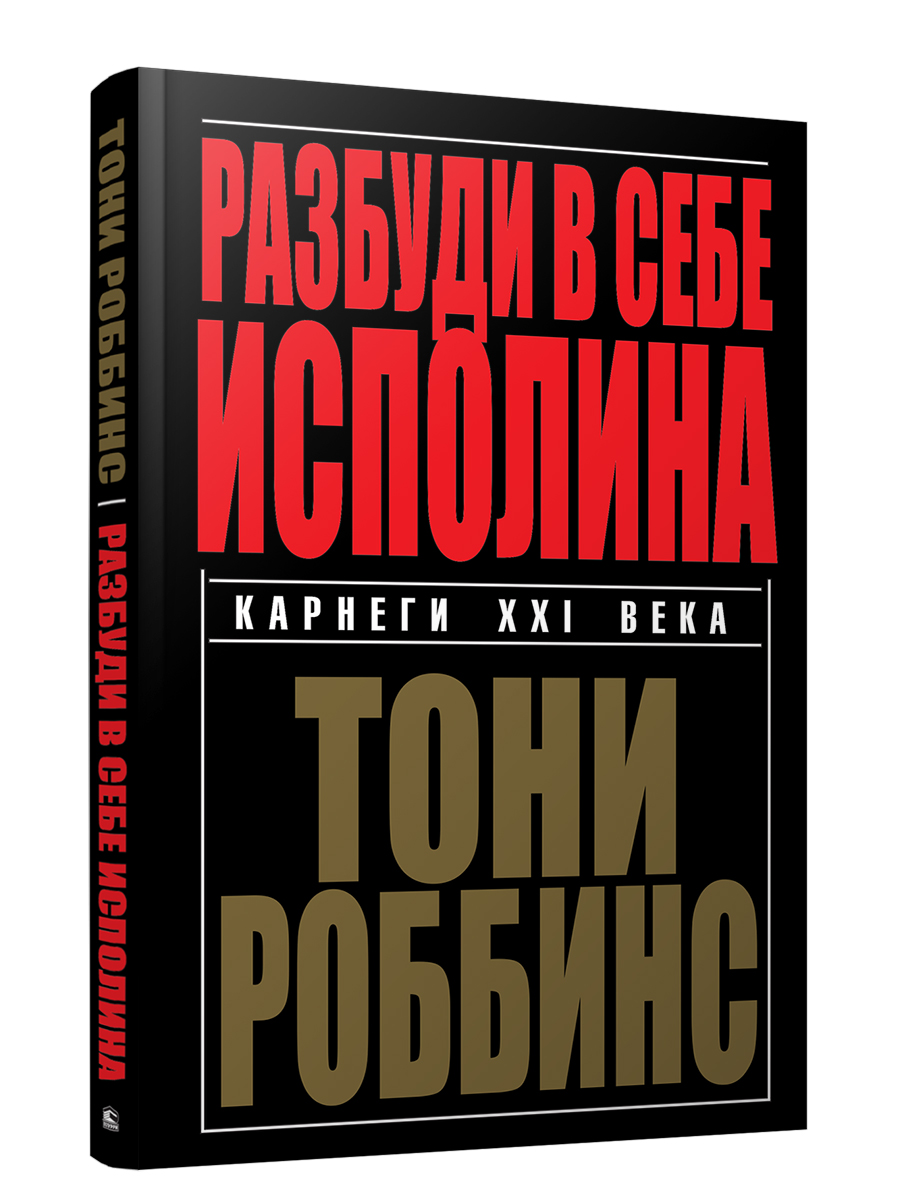 РАЗБУДИ В СЕБЕ
ИСПОЛИНА
КАРНЕГИ XXI ВЕКА
ТОНИ
РОББИНС
ТОНИ РОББИНС | РАЗБУДИ В СЕБЕ ИСПОЛИНА